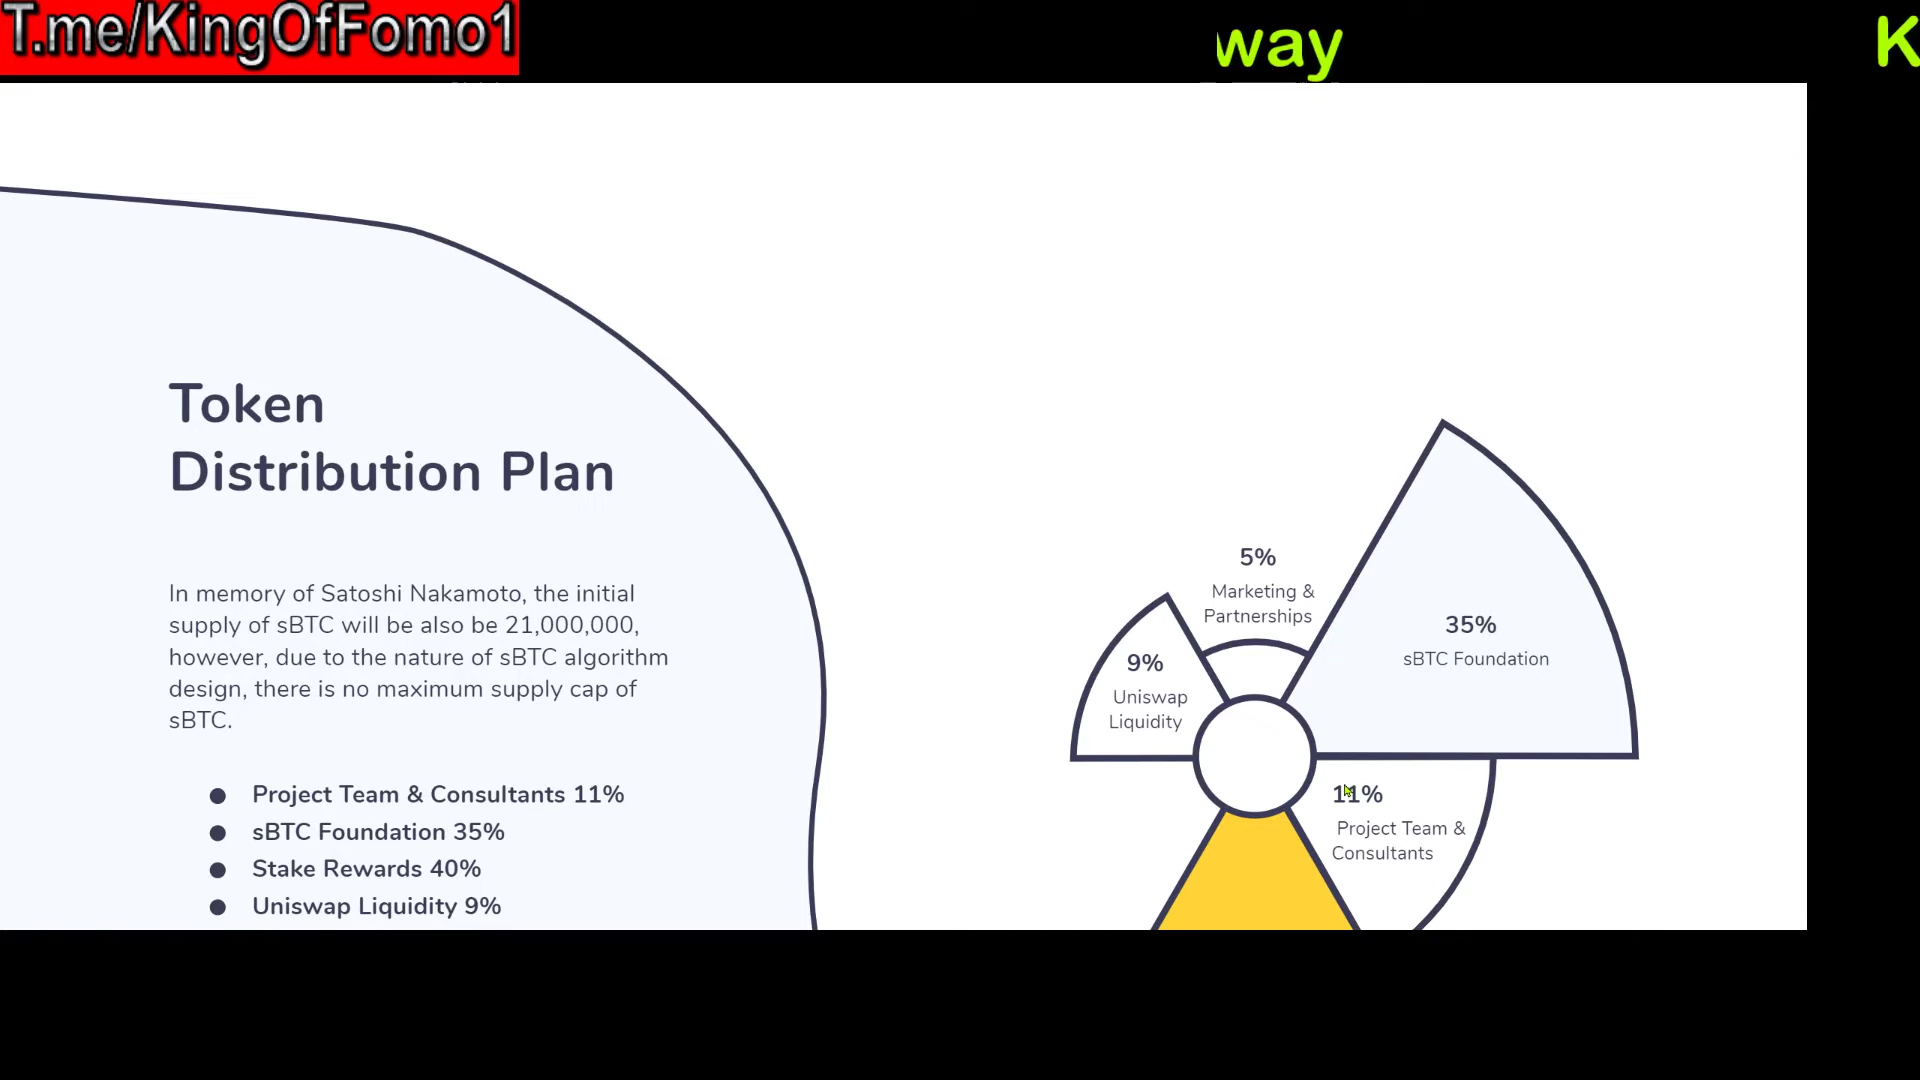 T.me/KingOfFomo1
way
K
Token
Distribution Plan
In memory of Satoshi Nakamoto, the initial
supply of sBTC will be also be 21,000,000,
however, due to the nature of sBTC algorithm
design, there is no maximum supply cap of
sBTC.
Project Team & Consultants 11%
sBTC Foundation 35%
Stake Rewards 40%
Uniswap Liquidity 9%
5%
Marketing &
Partnerships
35%
sBTC Foundation
9%
Uniswap
Liquidity
11%
Project Team &
Consultants